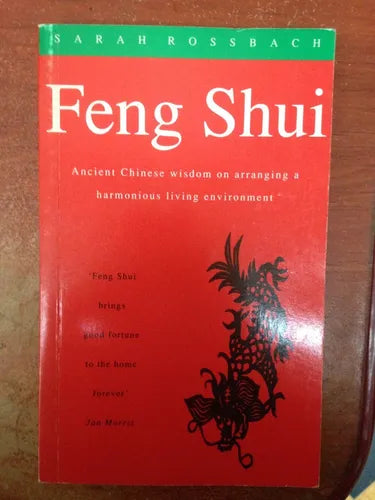 SARAH ROSSBACH
Feng Shui
Ancient Chinese wisdom on arranging a
harmonious living environment
'Feng Shui
brings
good fortune
to the home
forever'
Jan Morris